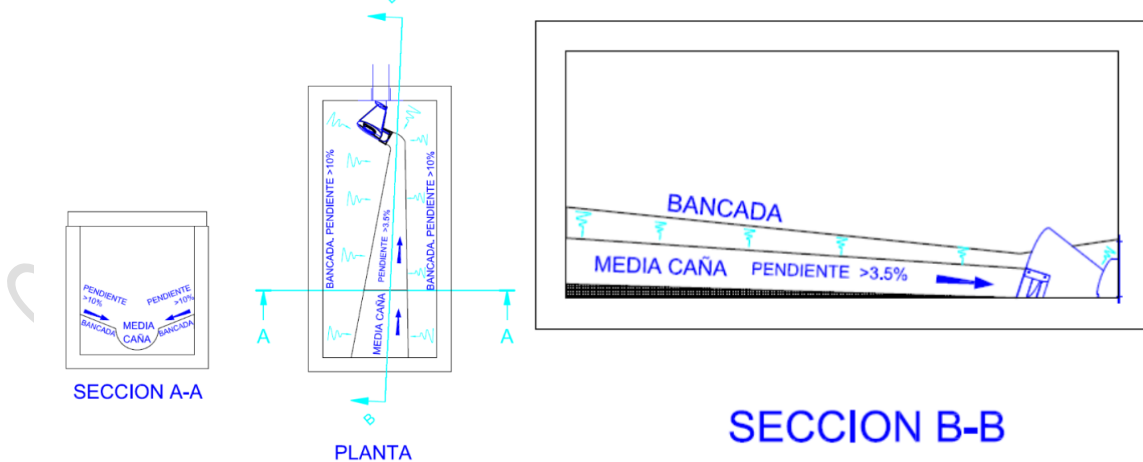 PENDIENTE
>10%
PENDIENTE
>10%
BANCADA
MEDIA
CAÑA
BANCADA
SECCION A-A
BANCADA. PENDIENTE >10%
PENDIENTE >3.5%
MEDIA CAÑA
BANCADA. PENDIENTE >10%
A
A
B
PLANTA
BANCADA
MEDIA CAÑA PENDIENTE >3.5%
SECCION B-B